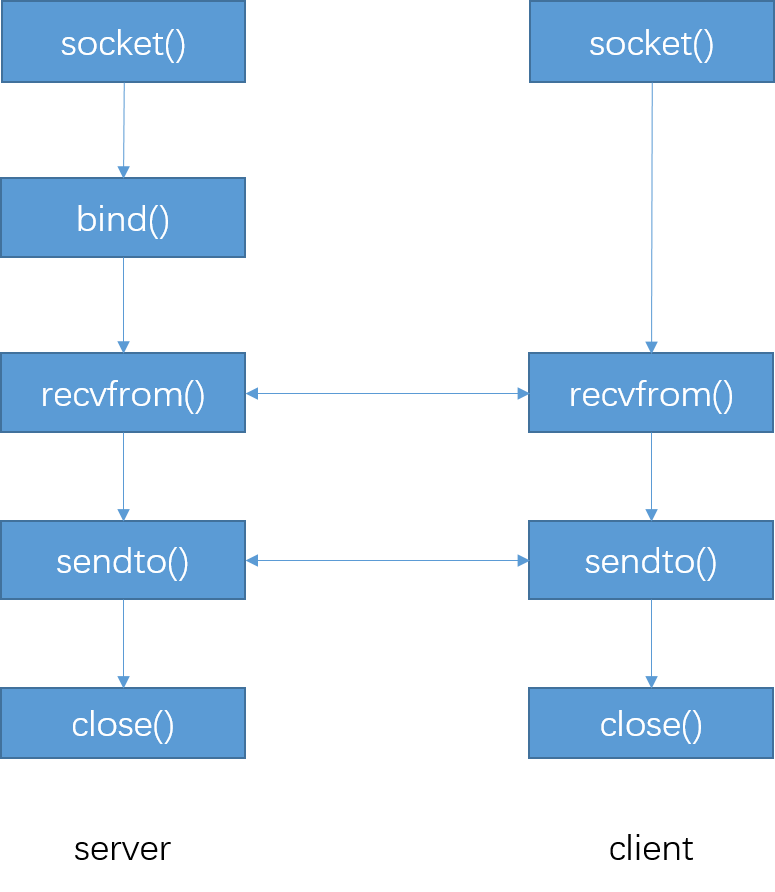 socket()
socket()
bind()
recvfrom()
recvfrom()
sendto()
sendto()
close()
close()
server
client